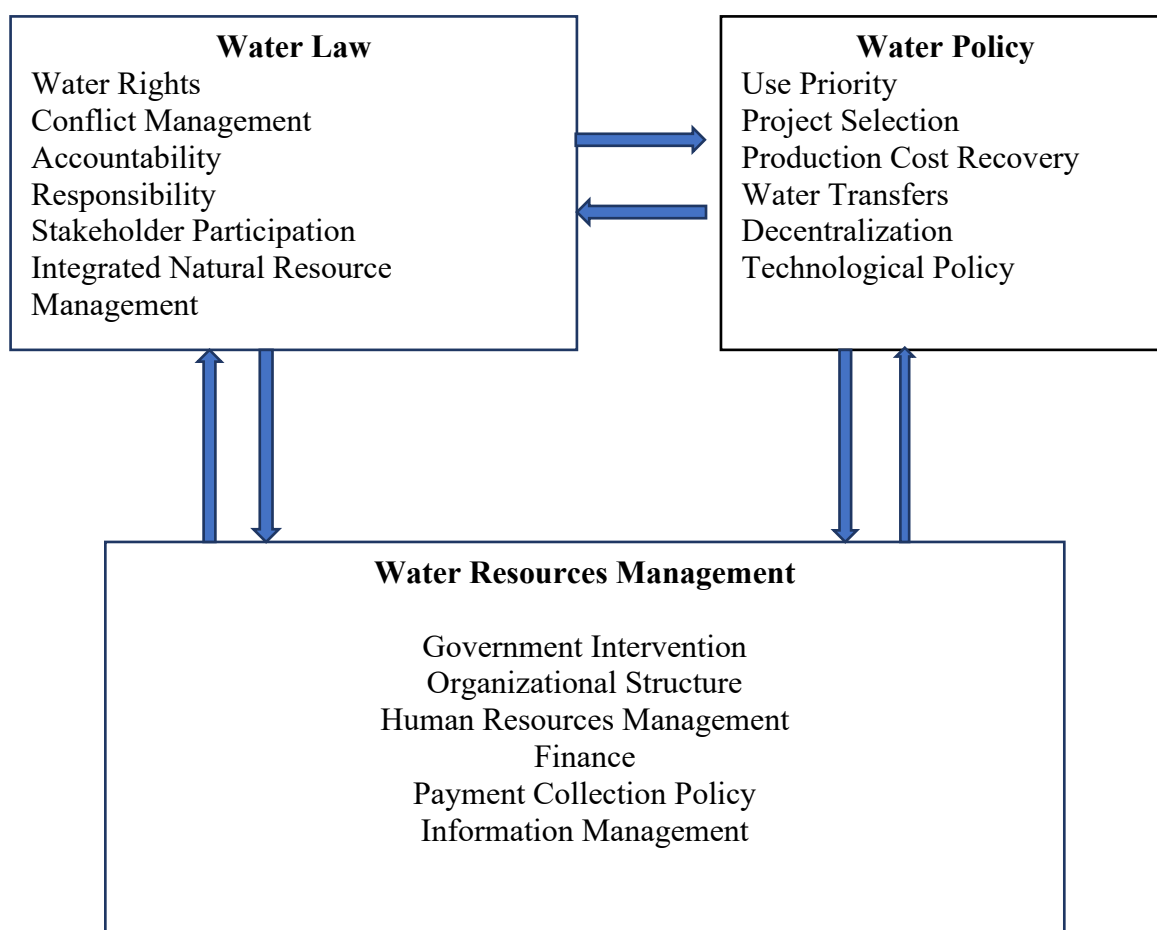 Water Law
Water Rights
Conflict Management
Accountability
Responsibility
Stakeholder Participation
Integrated Natural Resource
Management
Water Policy
Use Priority
Project Selection
Production Cost Recovery
Water Transfers
Decentralization
Technological Policy
Water Resources Management
Government Intervention
Organizational Structure
Human Resources Management
Finance
Payment Collection Policy
Information Management